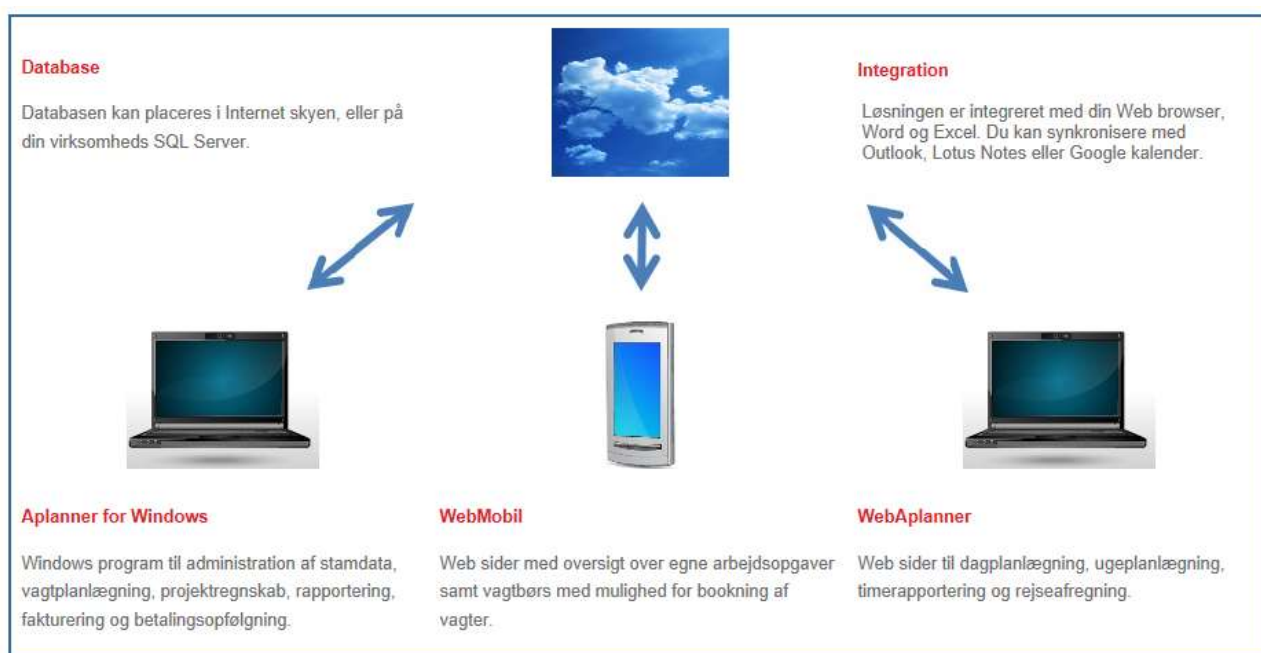 Database
Databasen kan placeres i Internet skyen, eller på
din virksomheds SQL Server.
Integration
Løsningen er integreret med din Web browser,
Word og Excel. Du kan synkronisere med
Outlook, Lotus Notes eller Google kalender.
Aplanner for Windows
Windows program til administration af stamdata,
vagtplanlægning, projektregnskab, rapportering,
fakturering og betalingsopfølgning.
WebMobil
Web sider med oversigt over egne arbejdsopgaver
samt vagtbørs med mulighed for bookning af
vagter.
WebAplanner
Web sider til dagplanlægning, ugeplanlægning,
timerapportering og rejseafregning.